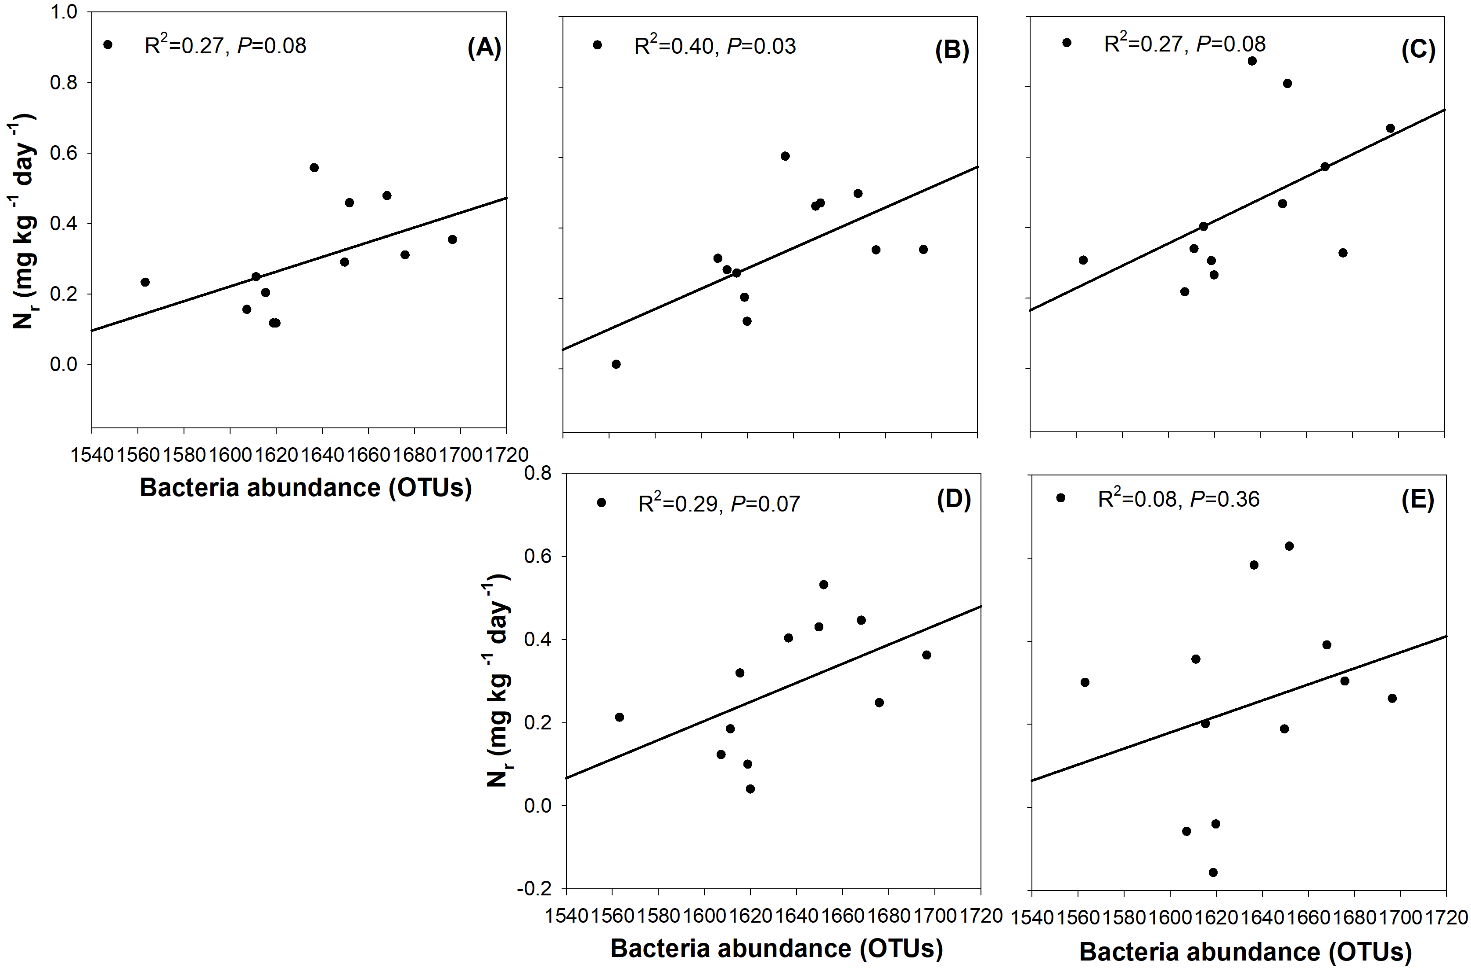 R²=0.27, P=0.08 (A)
R²=0.40, P=0.03 (B)
R²=0.27, P=0.08 (C)
1.0
0.8
0.6
0.4
0.2
0.0
Nr (mg kg -1 day -1)
1540 1560 1580 1600 1620 1640 1660 1680 1700 1720
Bacteria abundance (OTUs)
R²=0.29, P=0.07 (D)
R²=0.08, P=0.36 (E)
0.8
0.6
0.4
0.2
0.0
-0.2
Nr (mg kg -1 day -1)
1540 1560 1580 1600 1620 1640 1660 1680 1700 1720
1540 1560 1580 1600 1620 1640 1660 1680 1700 1720
Bacteria abundance (OTUs)
Bacteria abundance (OTUs)